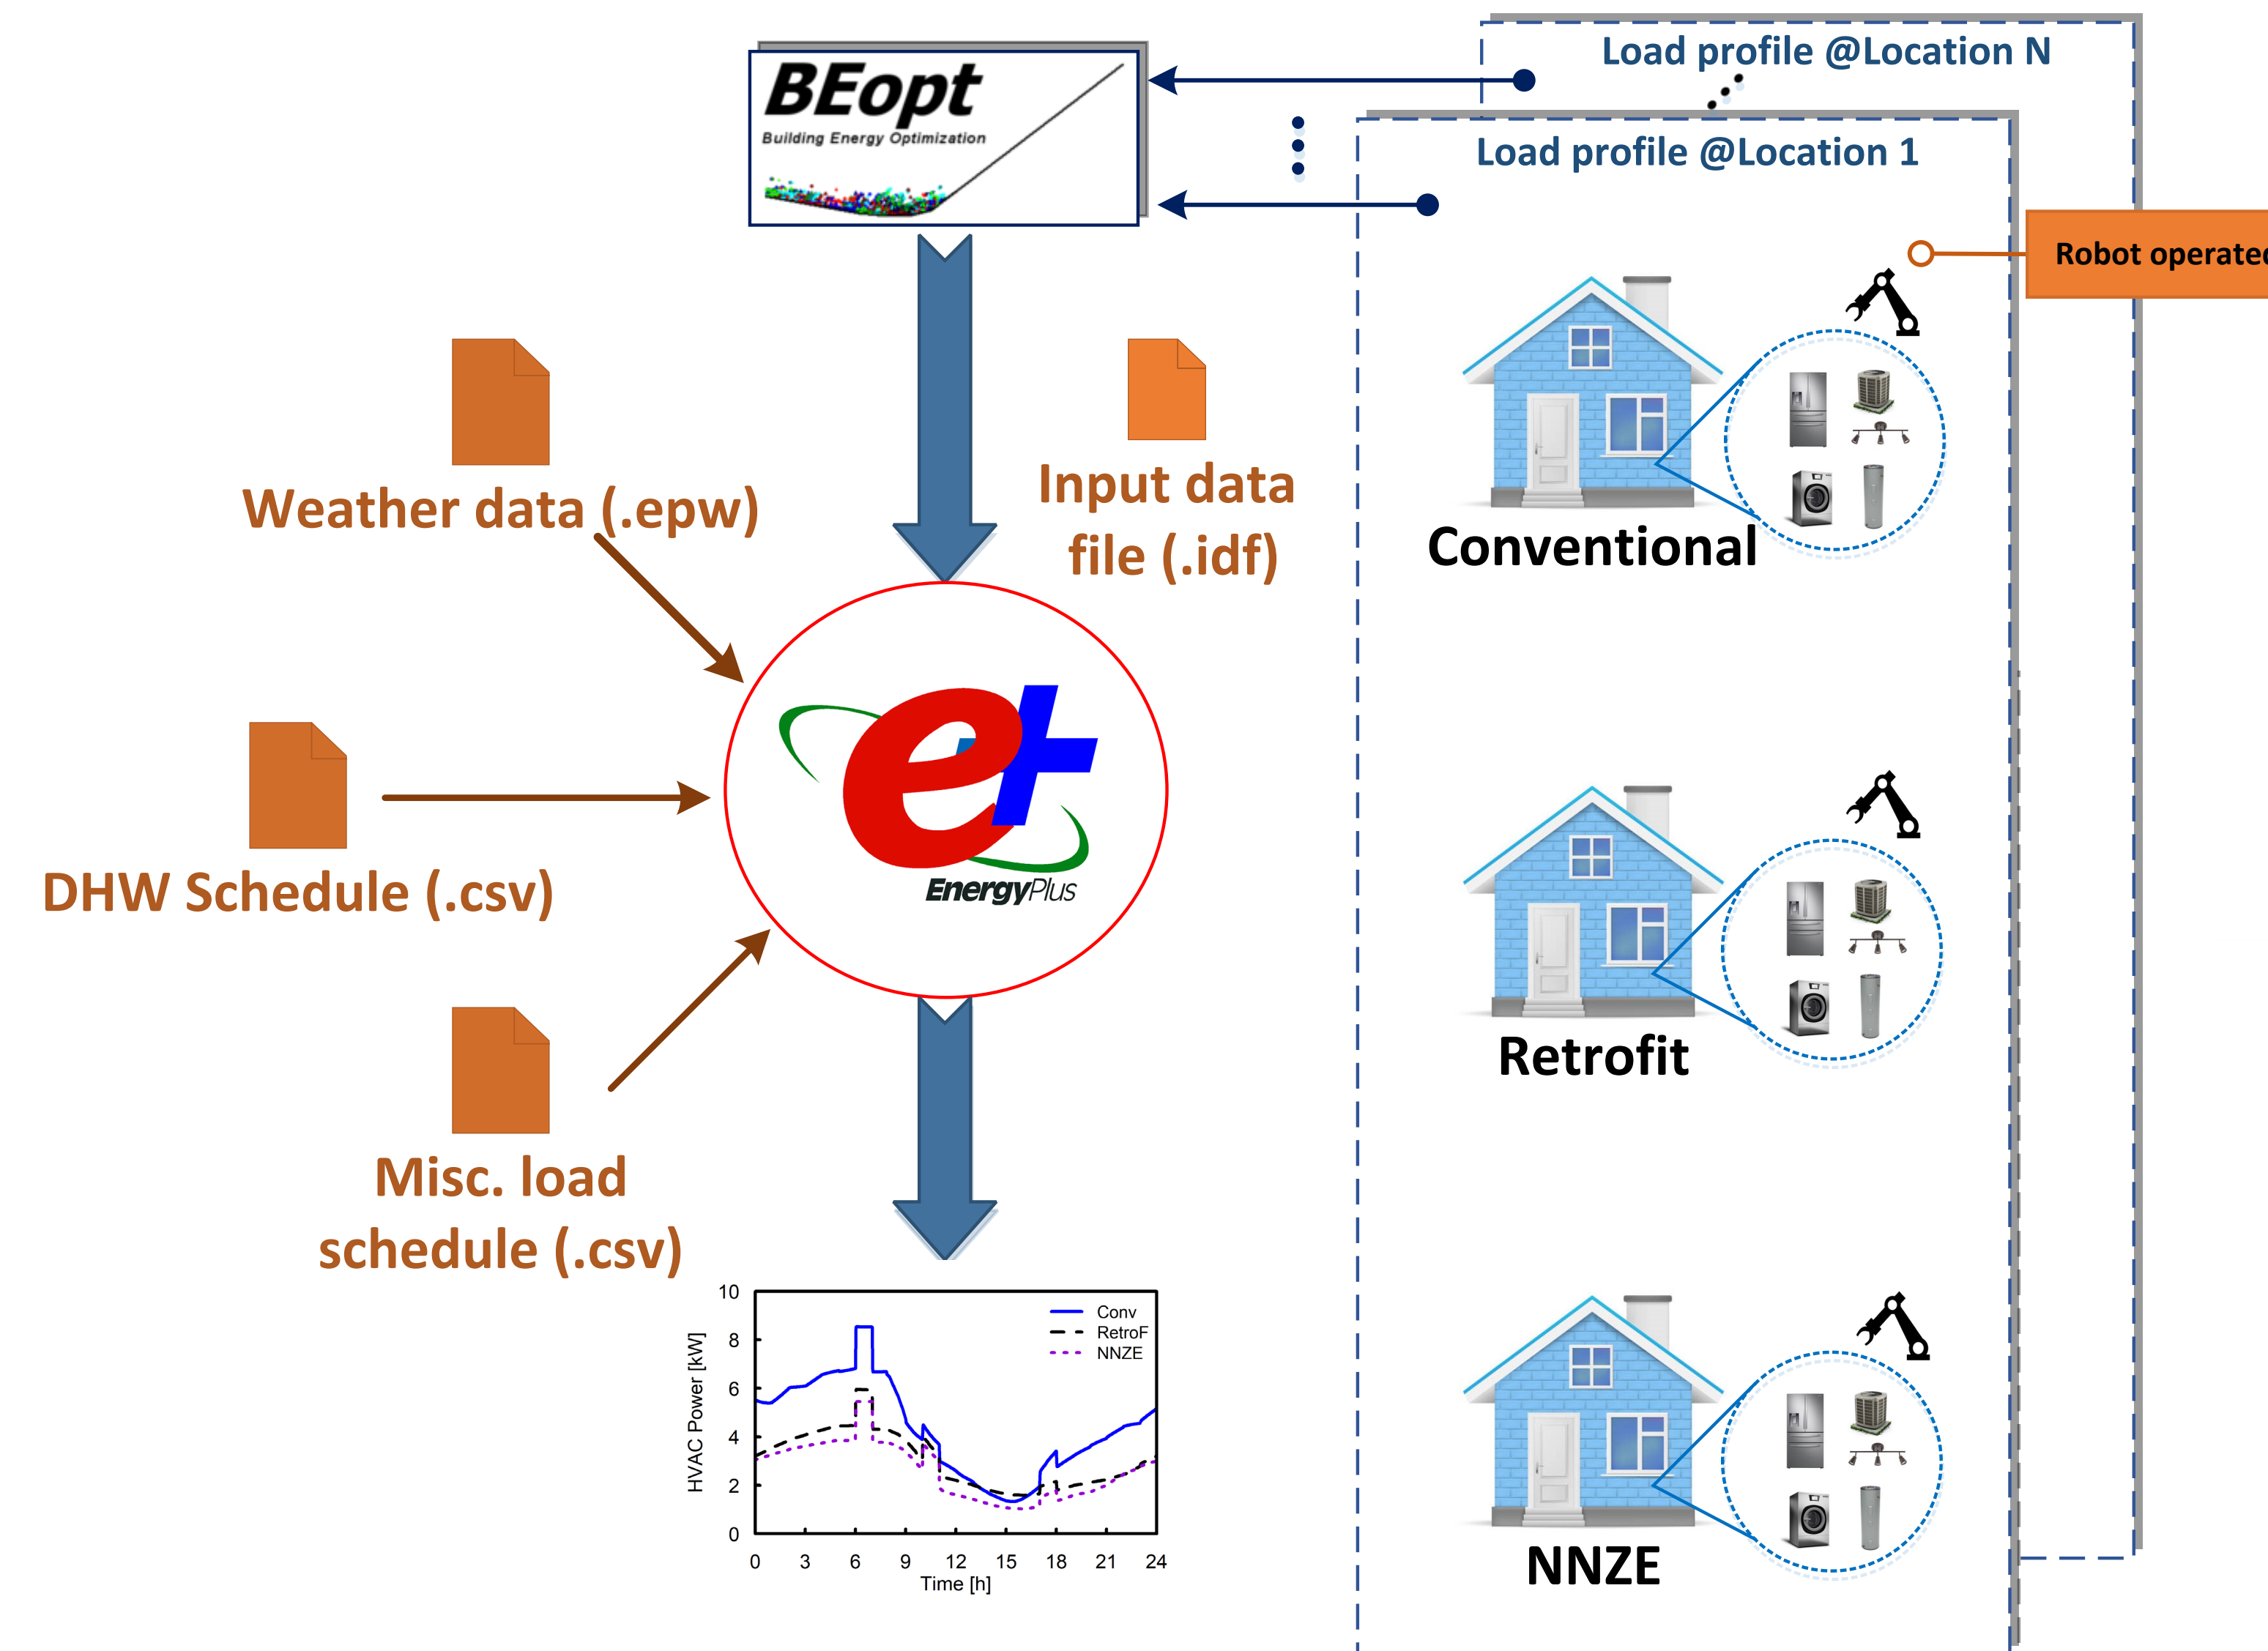 BEopt
Building Energy Optimization
Load profile @Location N
Load profile @Location 1
Robot operated
Weather data (.epw)
Input data
file (.idf)
Conventional
DHW Schedule (.csv)
EnergyPlus
e+
Retrofit
Misc. load
schedule (.csv)
NNZE
HVAC Power [kW]
10
8
6
4
2
0
Conv
RetroF
NNZE
0 3 6 9 12 15 18 21 24
Time [h]